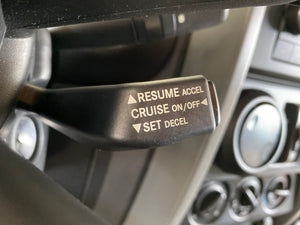 ▲RESUME ACCEL
CRUISE ON/OFF◄
▼SET DECEL